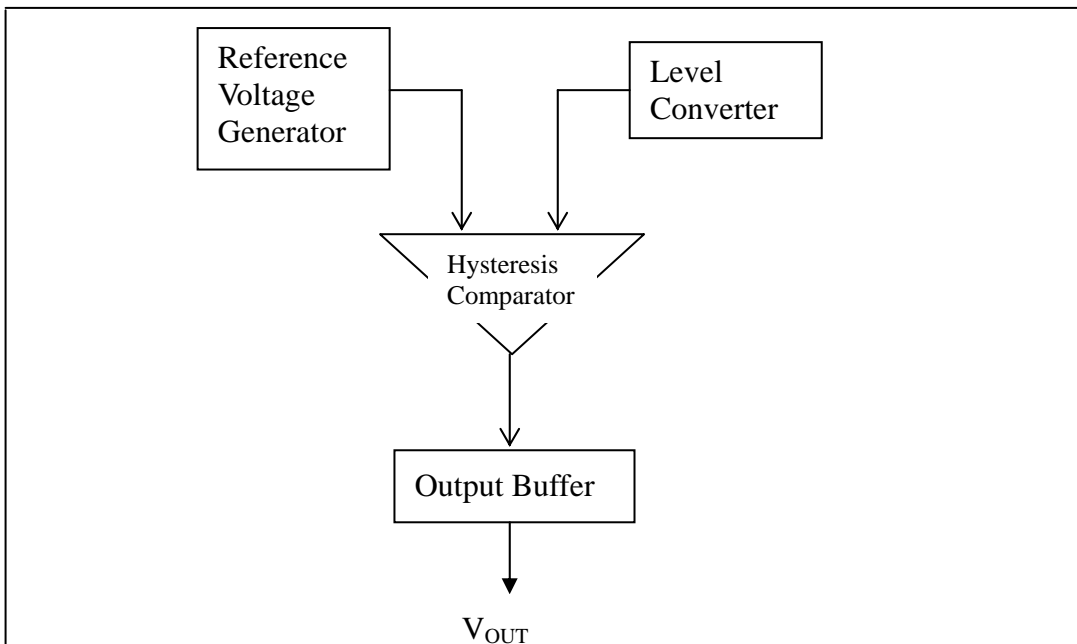 Reference
Voltage
Generator
Level
Converter
Hysteresis
Comparator
Output Buffer
VOUT